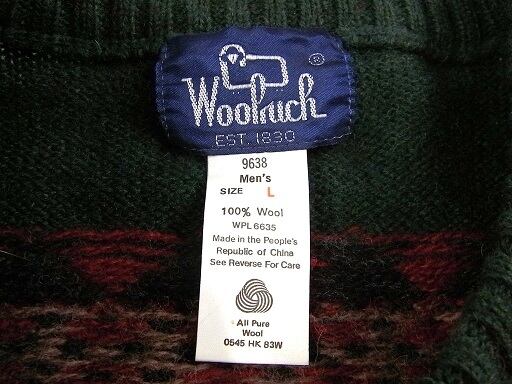 ®
Woolrich
EST. 1830
9638
Men's
SIZE L
100% Wool
WPL 6635
Made in the People's
Republic of China
See Reverse For Care
All Pure
Wool
0545 HK 83W